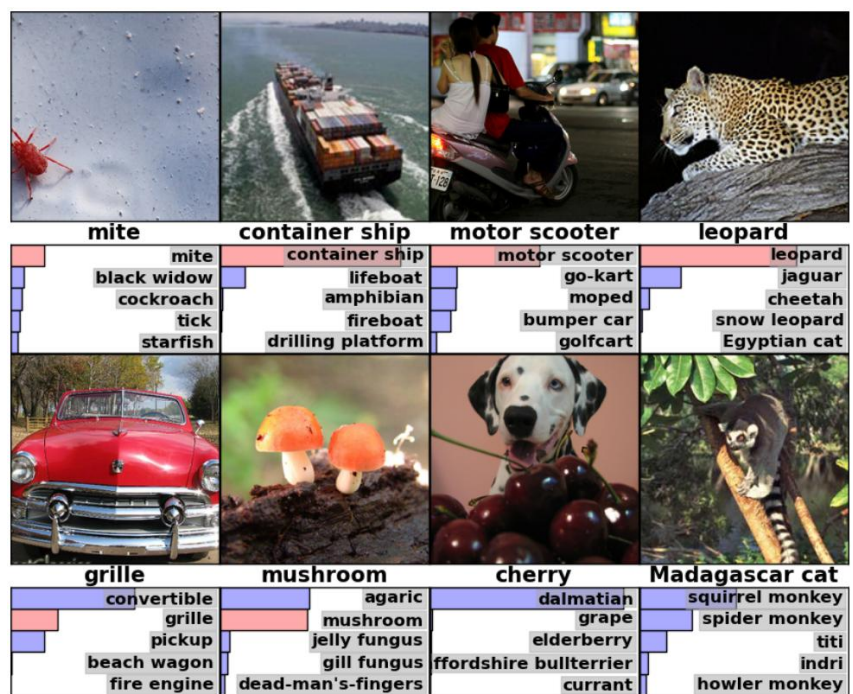 mite
container ship
motor scooter
leopard
mite
black widow
cockroach
tick
starfish
container ship
lifeboat
amphibian
fireboat
drilling platform
motor scooter
go-kart
moped
bumper car
golfcart
leopard
jaguar
cheetah
snow leopard
Egyptian cat
grille
mushroom
cherry
Madagascar cat
convertible
grille
pickup
beach wagon
fire engine
agaric
mushroom
jelly fungus
gill fungus
dead-man's-fingers
dalmatian
grape
elderberry
ffordshire bullterrier
currant
squirrel monkey
spider monkey
titi
indri
howler monkey